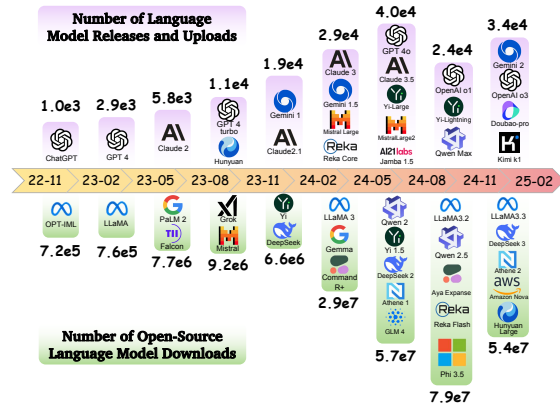 Number of Language
Model Releases and Uploads
1.0e3
ChatGPT
2.9e3
GPT 4
5.8e3
Claude 2
1.1e4
GPT 4
turbo
Hunyuan
1.9e4
Gemini 1
Claude2.1
2.9e4
Claude 3
Gemini 1.5
Mistral Large
Reka
Reka Core
4.0e4
GPT 4o
Claude 3.5
Yi-Large
MistralLarge2
AI21labs
Jamba 1.5
2.4e4
OpenAI o1
Yi-Lightning
Qwen Max
3.4e4
Gemini 2
OpenAI o3
Doubao-pro
Kimi k1
22-11 23-02 23-05 23-08 23-11 24-02 24-05 24-08 24-11 25-02
OPT-IML
7.2e5
LLaMA
7.6e5
PaLM 2
TII
Falcon
7.7e6
Grok
Mistral
9.2e6
Yi
DeepSeek
6.6e6
LLaMA 3
Gemma
Command
R+
2.9e7
Qwen 2
Yi 1.5
DeepSeek 2
Athene 1
GLM 4
5.7e7
LLaMA3.2
Qwen 2.5
Aya Expanse
Reka
Reka Flash
Phi 3.5
7.9e7
LLaMA3.3
DeepSeek 3
Athene 2
aws
Amazon Nova
Hunyuan
Large
5.4e7
Number of Open-Source
Language Model Downloads